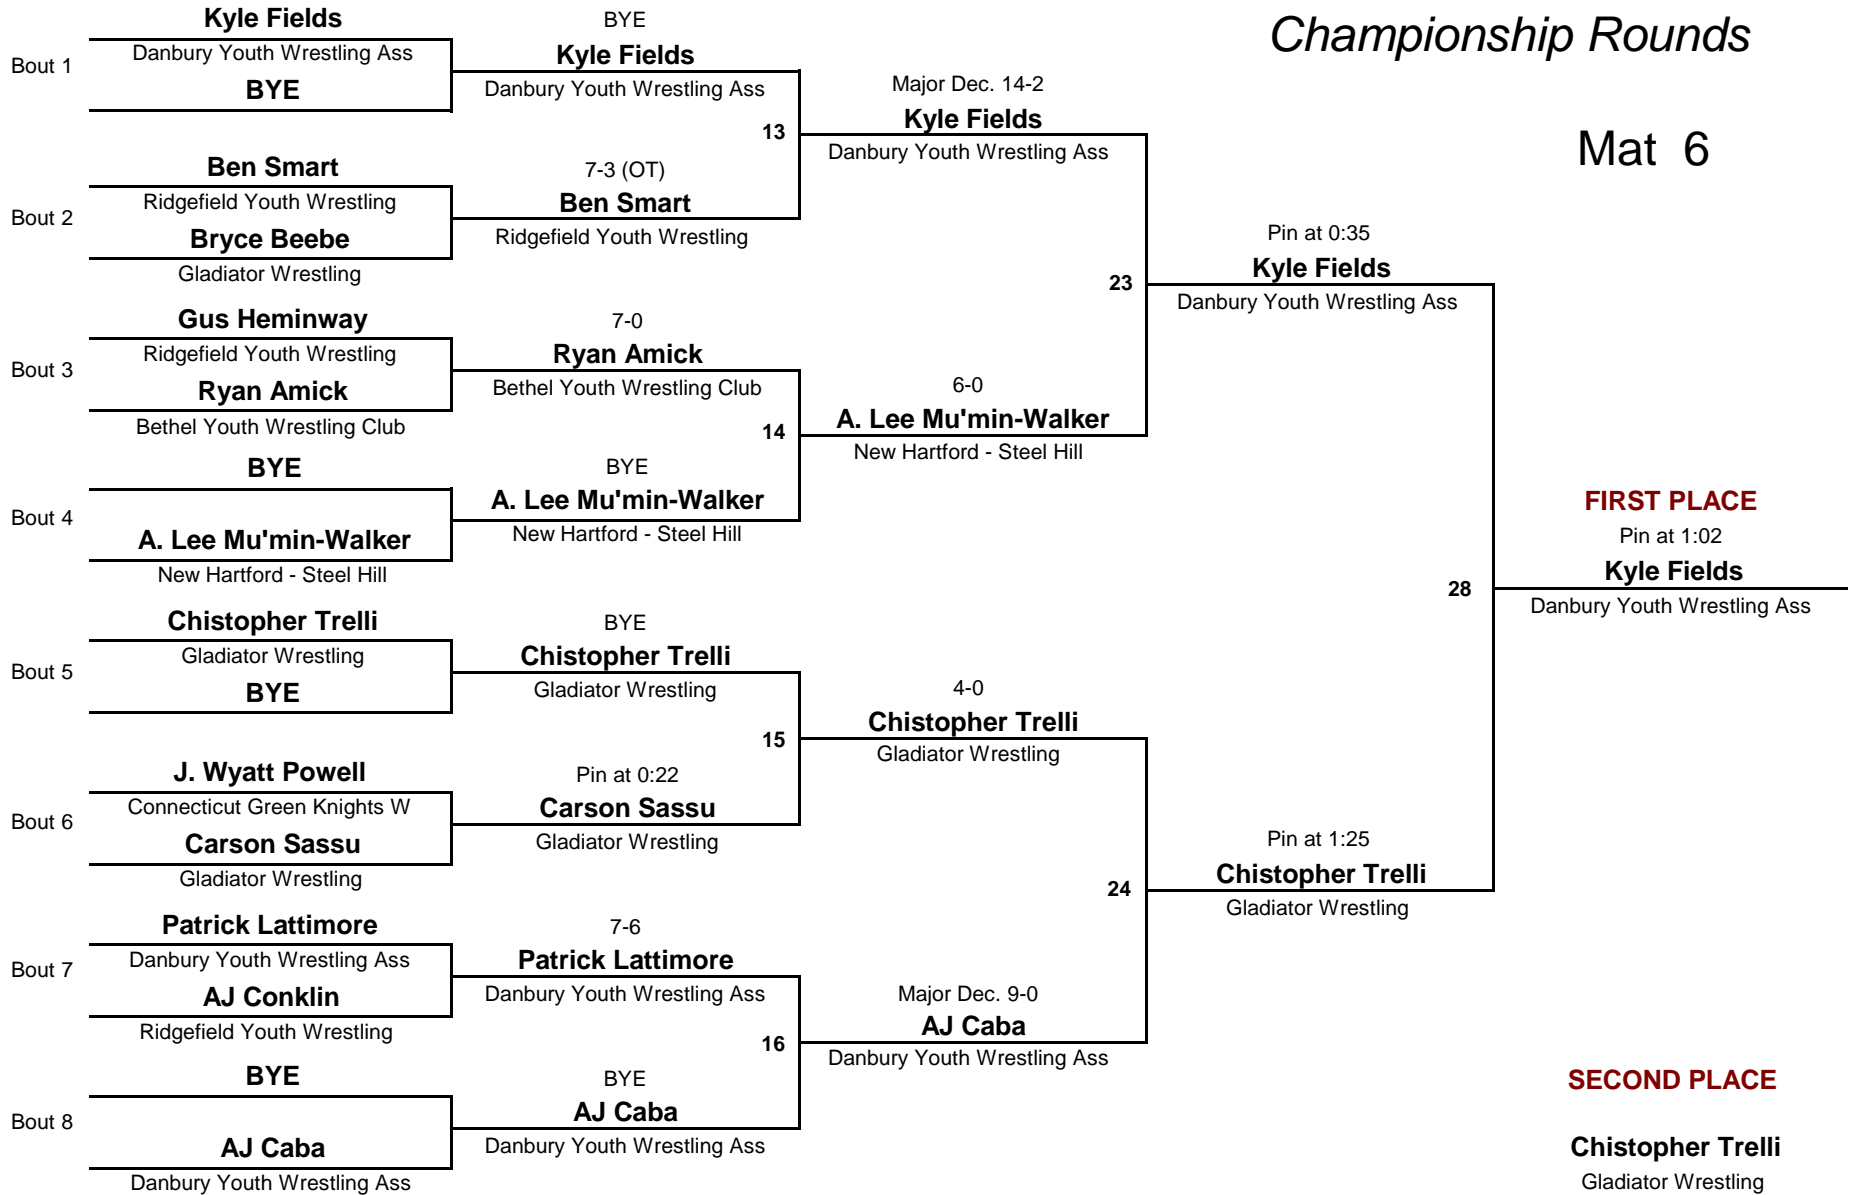 Championship Rounds
Mat 6
Bout 1
Kyle Fields
Danbury Youth Wrestling Ass
BYE
Bout 2
Ben Smart
Ridgefield Youth Wrestling
Bryce Beebe
Gladiator Wrestling
Bout 3
Gus Heminway
Ridgefield Youth Wrestling
Ryan Amick
Bethel Youth Wrestling Club
Bout 4
BYE
A. Lee Mu'min-Walker
New Hartford - Steel Hill
Bout 5
Chistopher Trelli
Gladiator Wrestling
BYE
Bout 6
J. Wyatt Powell
Connecticut Green Knights W
Carson Sassu
Gladiator Wrestling
Bout 7
Patrick Lattimore
Danbury Youth Wrestling Ass
AJ Conklin
Ridgefield Youth Wrestling
Bout 8
BYE
AJ Caba
Danbury Youth Wrestling Ass
BYE
Kyle Fields
Danbury Youth Wrestling Ass
13
7-3 (OT)
Ben Smart
Ridgefield Youth Wrestling
7-0
Ryan Amick
Bethel Youth Wrestling Club
14
BYE
A. Lee Mu'min-Walker
New Hartford - Steel Hill
BYE
Chistopher Trelli
Gladiator Wrestling
15
Pin at 0:22
Carson Sassu
Gladiator Wrestling
7-6
Patrick Lattimore
Danbury Youth Wrestling Ass
16
BYE
AJ Caba
Danbury Youth Wrestling Ass
Major Dec. 14-2
Kyle Fields
Danbury Youth Wrestling Ass
23
6-0
A. Lee Mu'min-Walker
New Hartford - Steel Hill
4-0
Chistopher Trelli
Gladiator Wrestling
24
Major Dec. 9-0
AJ Caba
Danbury Youth Wrestling Ass
Pin at 0:35
Kyle Fields
Danbury Youth Wrestling Ass
28
Pin at 1:25
Chistopher Trelli
Gladiator Wrestling
FIRST PLACE
Pin at 1:02
Kyle Fields
Danbury Youth Wrestling Ass
SECOND PLACE
Chistopher Trelli
Gladiator Wrestling